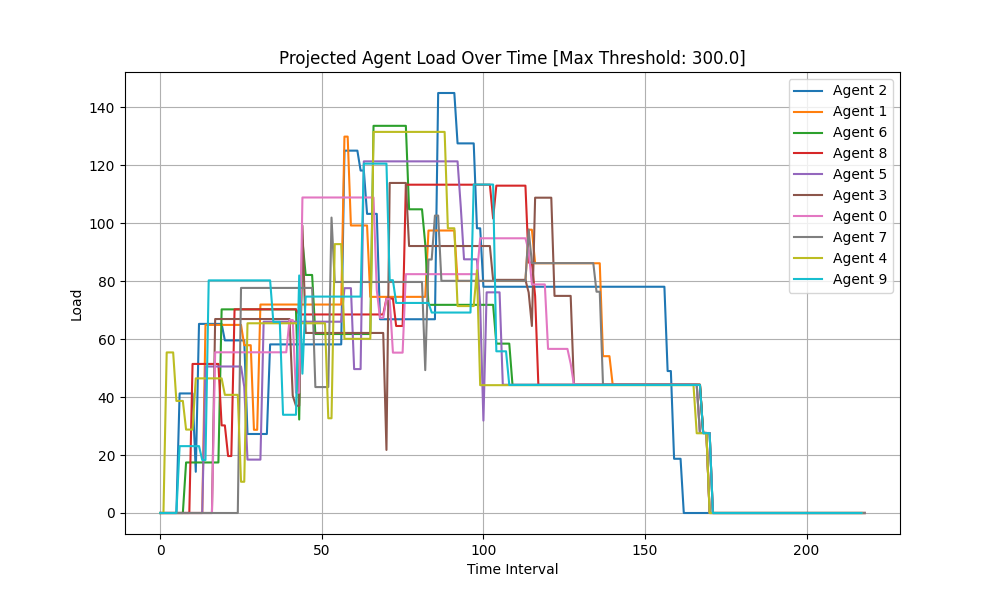 Projected Agent Load Over Time [Max Threshold: 300.0]
Load
140
120
100
80
60
40
20
0
0 50 100 150 200
Time Interval
Agent 2
Agent 1
Agent 6
Agent 8
Agent 5
Agent 3
Agent 0
Agent 7
Agent 4
Agent 9